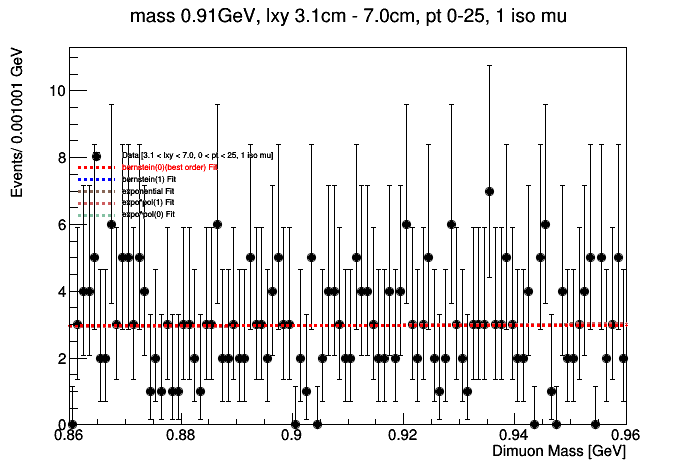 mass 0.91GeV, lxy 3.1cm - 7.0cm, pt 0-25, 1 iso mu
Events/ 0.001001 GeV
10
8
6
4
2
0
Data [3.1 < lxy < 7.0, 0 < pt < 25, 1 iso mu]
bernstein(0)(best order) Fit
bernstein(1) Fit
exponential Fit
expo*pol(1) Fit
expo*pol(0) Fit
0.86 0.88 0.9 0.92 0.94 0.96
Dimuon Mass [GeV]